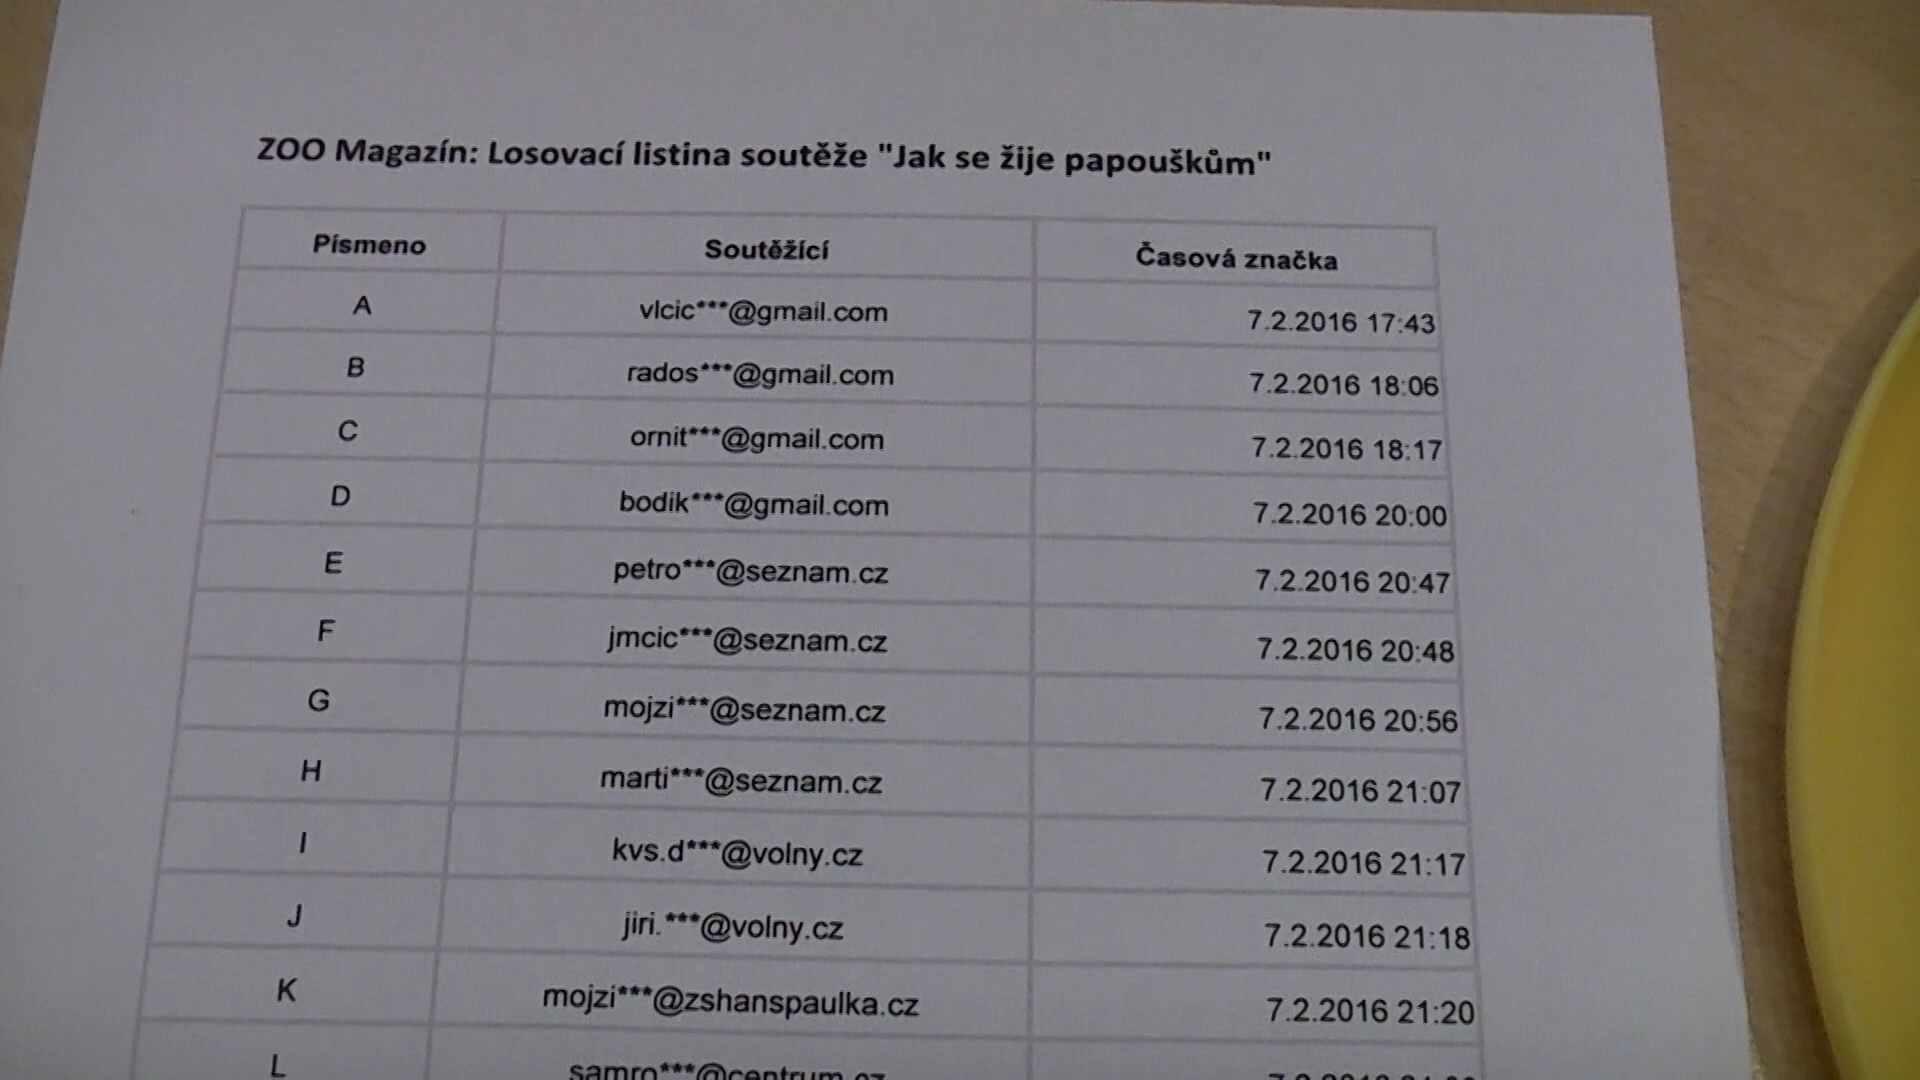 ZOO Magazín: Losovací listina soutěže "Jak se žije papouškům"
Písmeno Soutěžící Časová značka
A vlcic***@gmail.com 7.2.2016 17:43
B rados***@gmail.com 7.2.2016 18:06
C ornit***@gmail.com 7.2.2016 18:17
D bodik***@gmail.com 7.2.2016 20:00
E petro***@seznam.cz 7.2.2016 20:47
F jmcic***@seznam.cz 7.2.2016 20:48
G mojzi***@seznam.cz 7.2.2016 20:56
H marti***@seznam.cz 7.2.2016 21:07
I kvs.d***@volny.cz 7.2.2016 21:17
J jiri.***@volny.cz 7.2.2016 21:18
K mojzi***@zshanspaulka.cz 7.2.2016 21:20
L samro***@centrum.cz